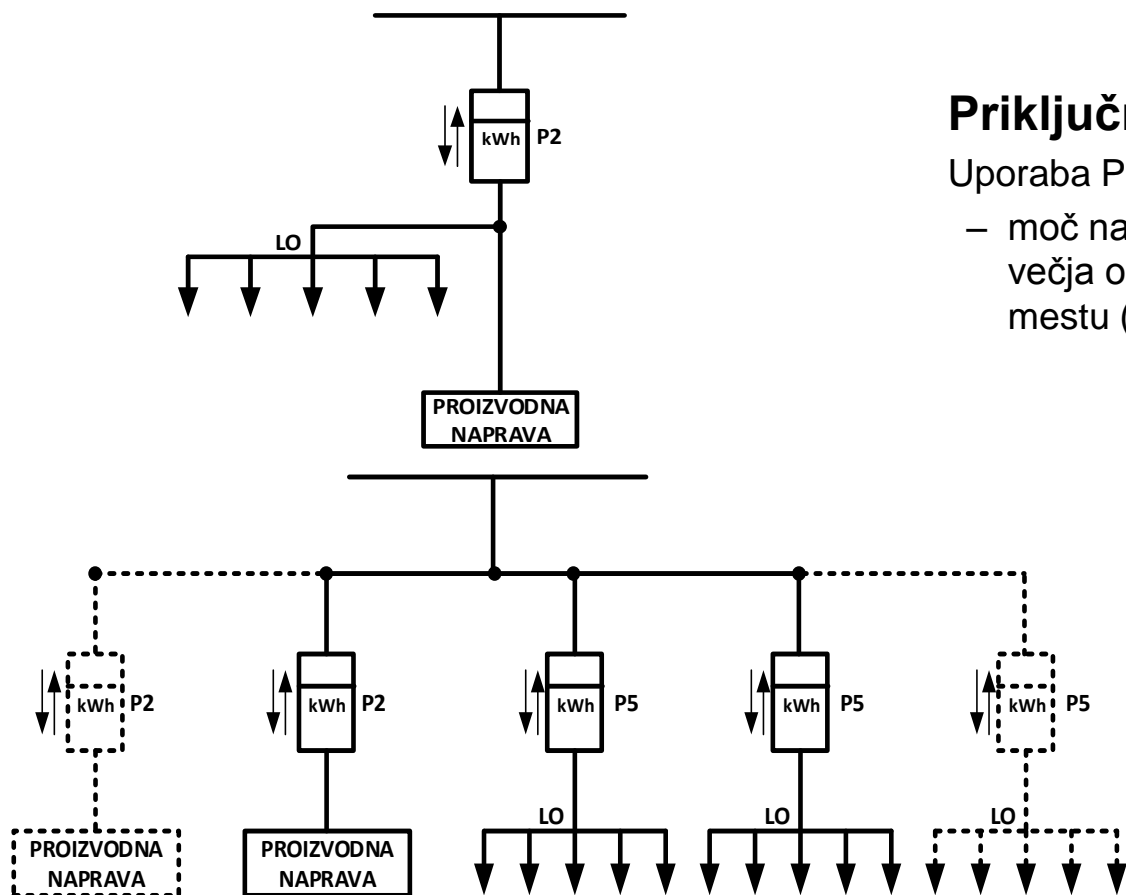 kWh P2
LO
PROIZVODNA
NAPRAVA
Priključ
Uporaba P
– moč na
večja o
mestu (
kWh P2
kWh P2
kWh P5
kWh P5
kWh P5
LO
LO
LO
PROIZVODNA
NAPRAVA
PROIZVODNA
NAPRAVA